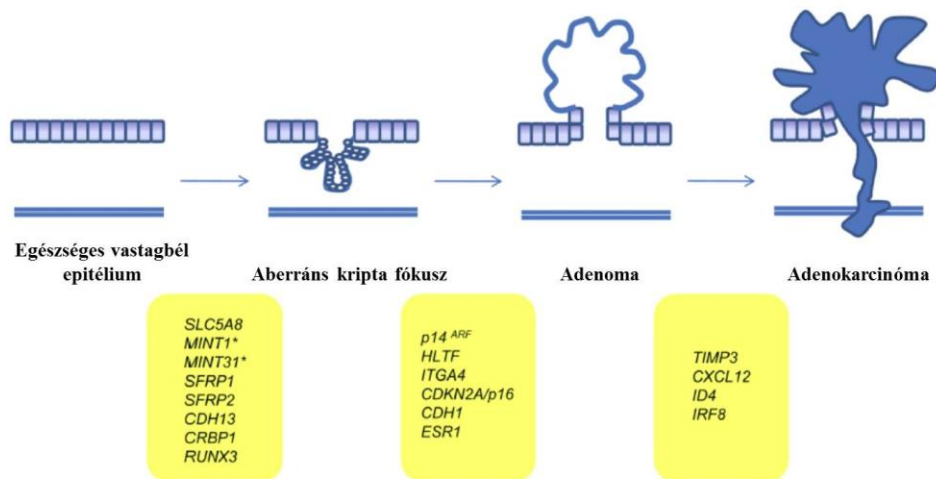 Egészséges vastagbél
epitélium
Aberráns kripta fókusz
Adenoma
Adenokarcinóma
SLC5A8
MINT1*
MINT31*
SFRP1
SFRP2
CDH13
CRBP1
RUNX3
p14 ARF
HLTF
ITGA4
CDKN2A/p16
CDH1
ESR1
TIMP3
CXCL12
ID4
IRF8